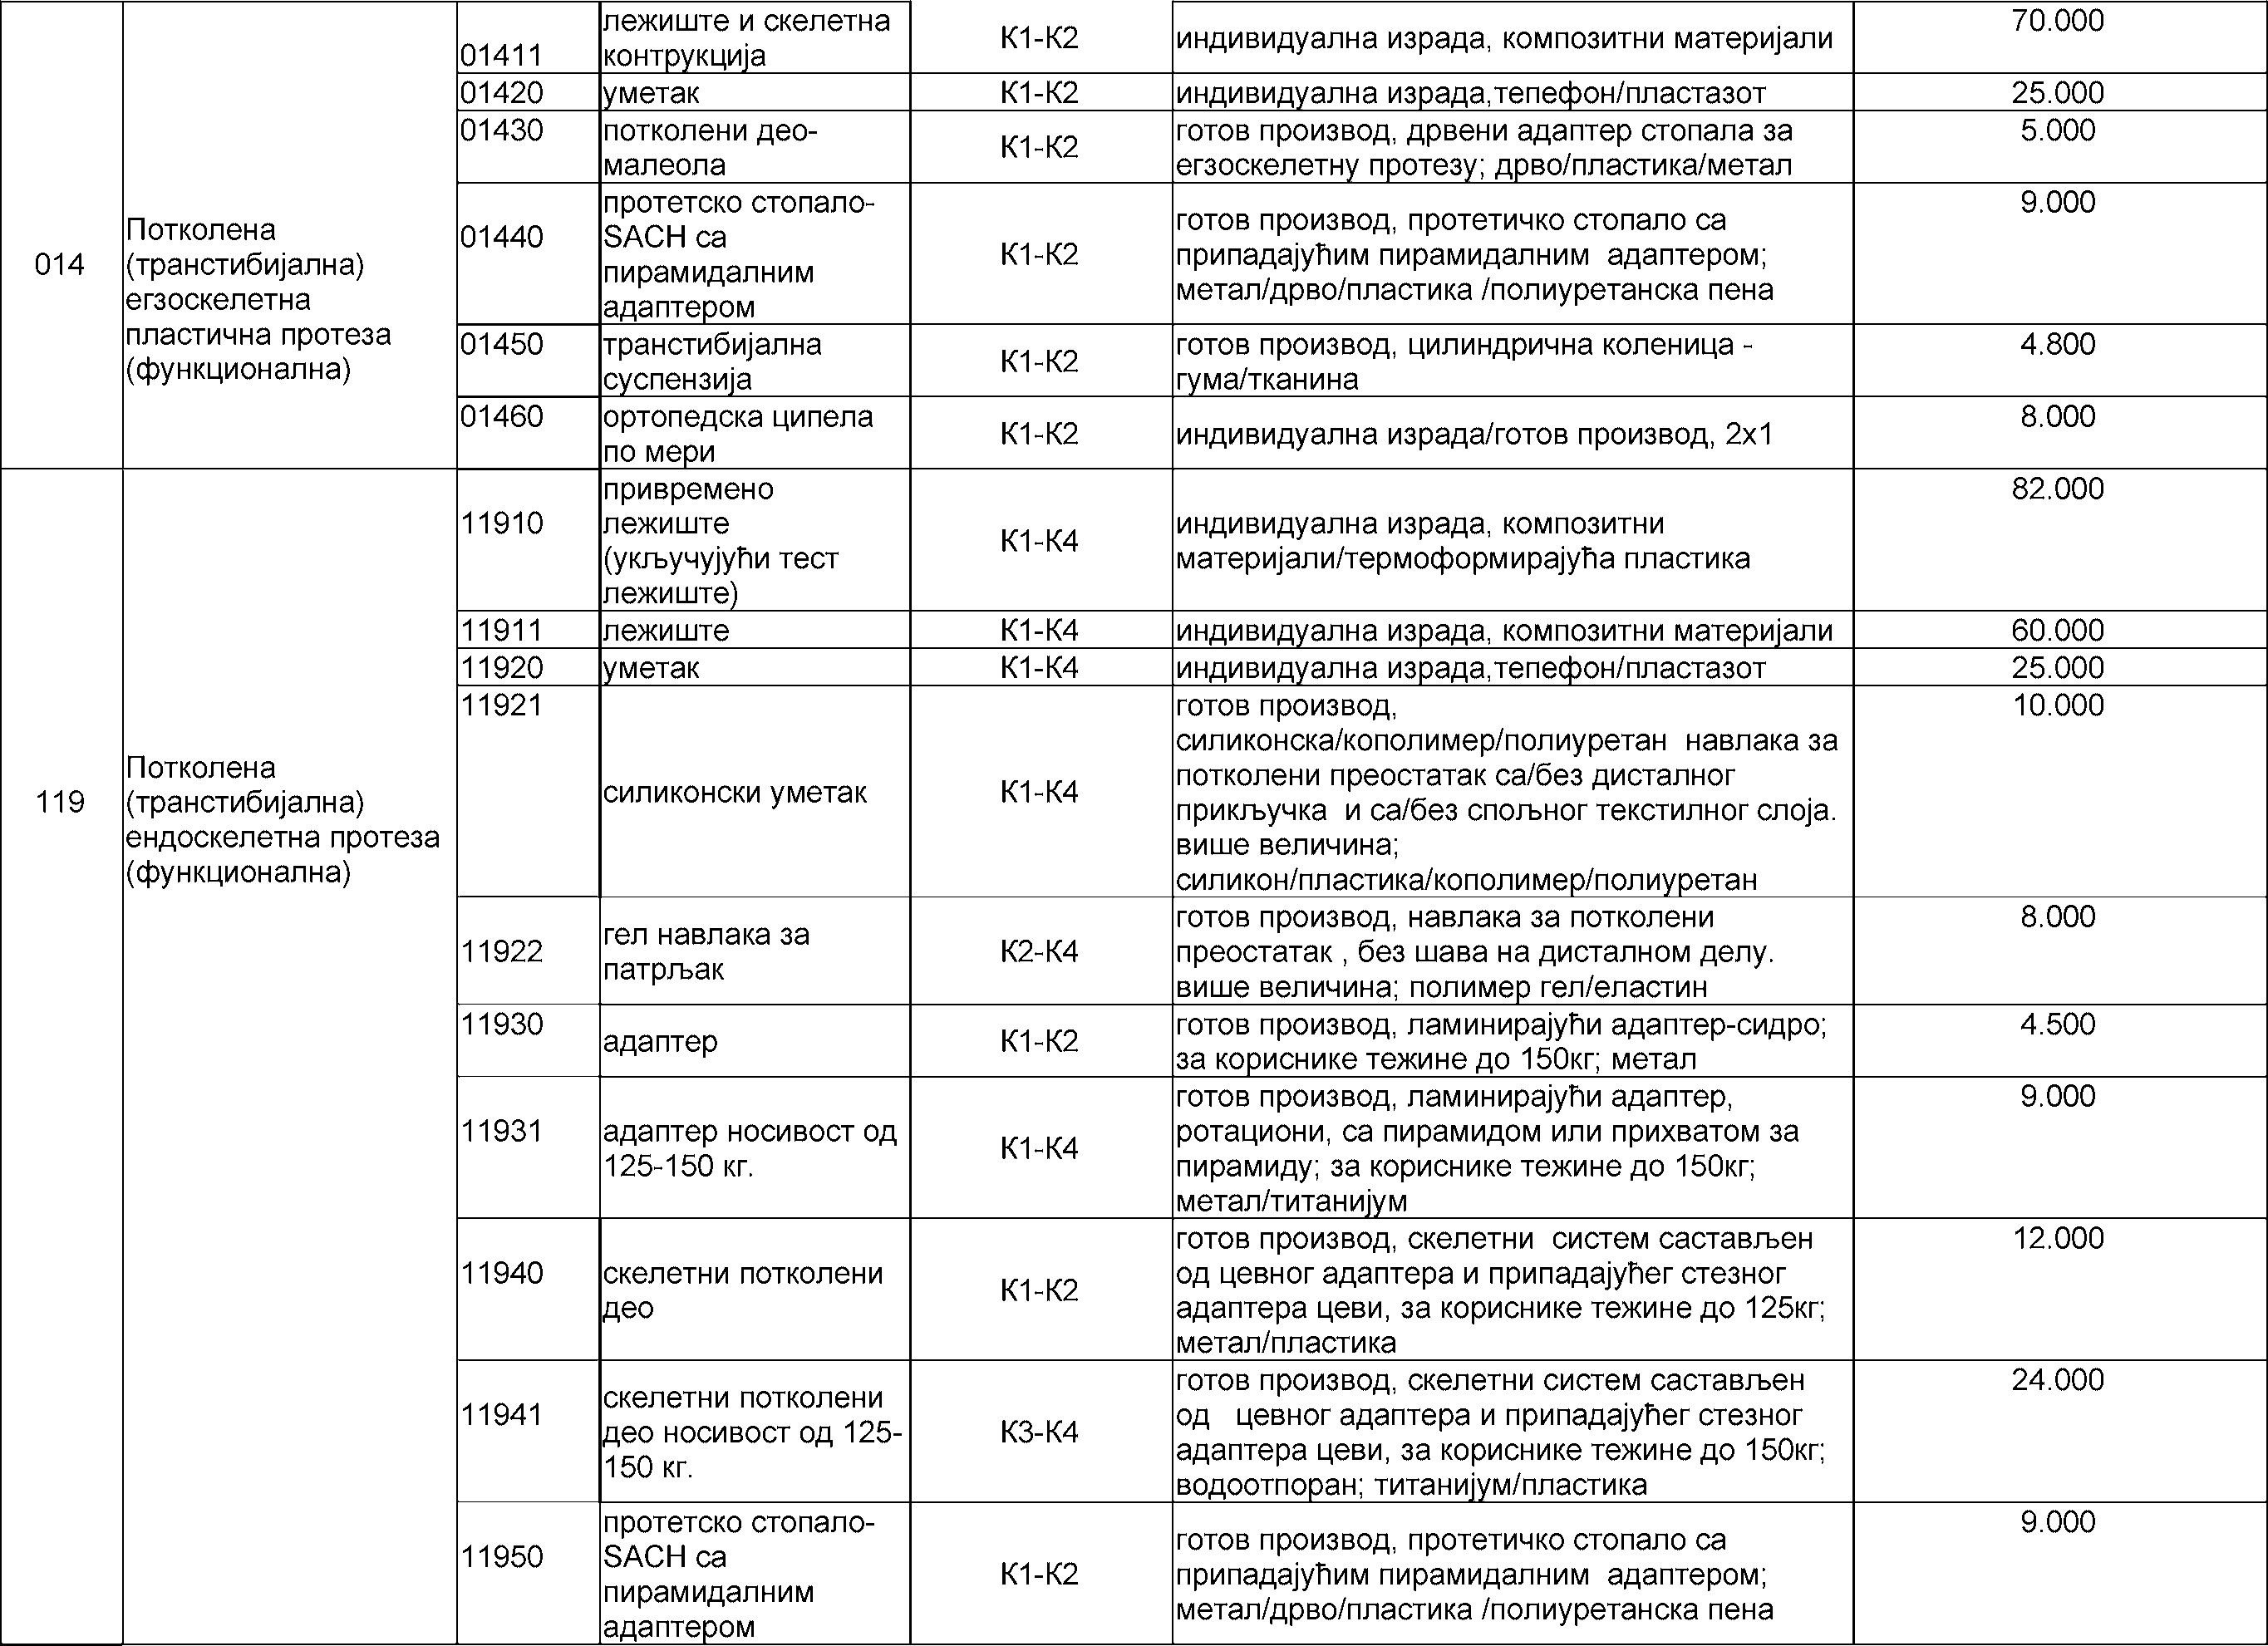 014
Потколена
(транстибијална)
егзоскелетна
пластична протеза
(функционална)
01411
лежиште и скелетна
контрукција
К1-К2
индивидуална израда, композитни материјали
70.000
01420
уметак
К1-К2
индивидуална израда,тепефон/пластазот
25.000
01430
потколени део-
малеола
К1-К2
готов производ, дрвени адаптер стопала за
егзоскелетну протезу; дрво/пластика/метал
5.000
01440
протетско стопало-
SACH са
пирамидалним
адаптером
К1-К2
готов производ, протетичко стопало са
припадајућим пирамидалним  адаптером;
метал/дрво/пластика /полиуретанска пена
9.000
01450
транстибијална
суспензија
К1-К2
готов производ, цилиндрична коленица -
гума/тканина
4.800
01460
ортопедска ципела
по мери
К1-К2
индивидуална израда/готов производ, 2x1
8.000
119
Потколена
(транстибијална)
ендоскелетна протеза
(функционална)
11910
привремено
лежиште
(укључујући тест
лежиште)
К1-К4
индивидуална израда, композитни
материјали/термоформирајућа пластика
82.000
11911
лежиште
К1-К4
индивидуална израда, композитни материјали
60.000
11920
уметак
К1-К4
индивидуална израда,тепефон/пластазот
25.000
11921
силиконски уметак
К1-К4
готов производ,
силиконска/кополимер/полиуретан  навлака за
потколени преостатак са/без дисталног
прикључка  и са/без спољног текстилног слоја.
више величина;
силикон/пластика/кополимер/полиуретан
10.000
11922
гел навлака за
патрљак
К2-К4
готов производ, навлака за потколени
преостатак , без шава на дисталном делу.
више величина; полимер гел/еластин
8.000
11930
адаптер
К1-К2
готов производ, ламинирајући адаптер-сидро;
за кориснике тежине до 150кг; метал
4.500
11931
адаптер носивост од
125-150 кг.
К1-К4
готов производ, ламинирајући адаптер,
ротациони, са пирамидом или прихватом за
пирамиду; за кориснике тежине до 150кг;
метал/титанијум
9.000
11940
скелетни потколени
део
К1-К2
готов производ, скелетни  систем састављен
од цевног адаптера и припадајућег стезног
адаптера цеви, за кориснике тежине до 125кг;
метал/пластика
12.000
11941
скелетни потколени
део носивост од 125-
150 кг.
К3-К4
готов производ, скелетни систем састављен
од   цевног адаптера и припадајућег стезног
адаптера цеви, за кориснике тежине до 150кг;
водоотпоран; титанијум/пластика
24.000
11950
протетско стопало-
SACH са
пирамидалним
адаптером
К1-К2
готов производ, протетичко стопало са
припадајућим пирамидалним  адаптером;
метал/дрво/пластика /полиуретанска пена
9.000